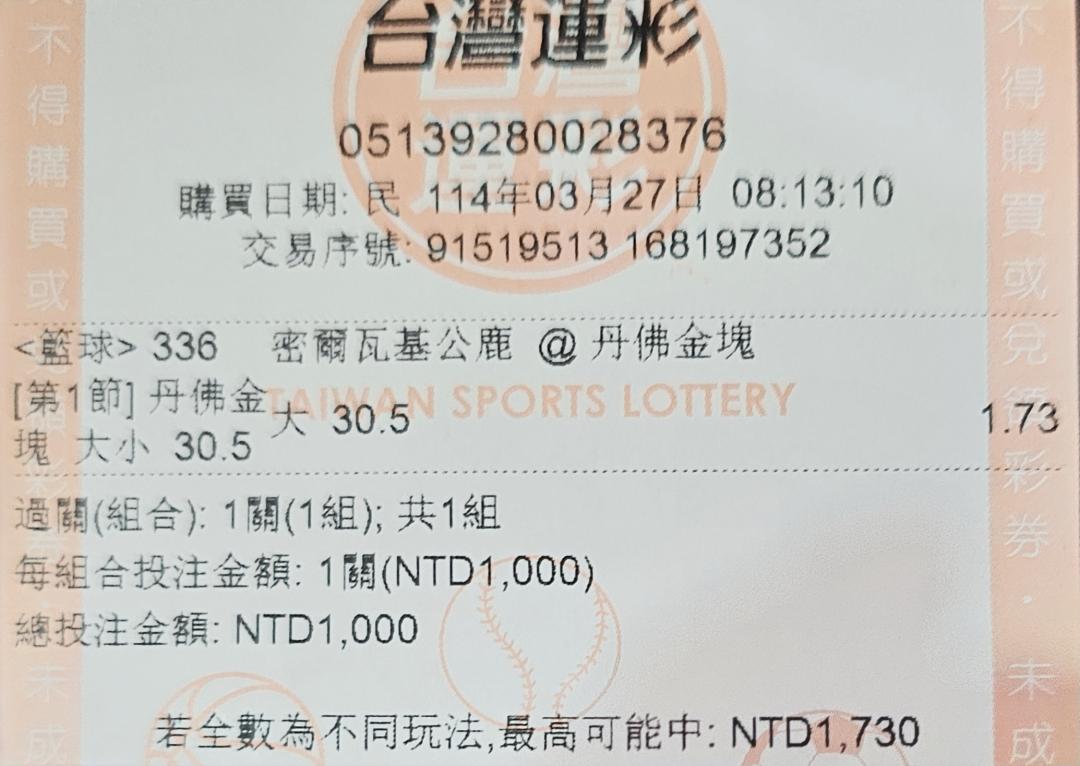 台灣運彩
05139280028376
購買日期: 民 114年03月27日 08:13:10
交易序號: 91519513 168197352
<籃球> 336 密爾瓦基公鹿 @ 丹佛金塊
[第1節] 丹佛金塊 大小 30.5 大 30.5 1.73
TAIWAN SPORTS LOTTERY
過關(組合): 1關(1組); 共1組
每組合投注金額: 1關(NTD1,000)
總投注金額: NTD1,000
若全數為不同玩法,最高可能中: NTD1,730
不得購買或
未成
不得購買或兌領彩券.未成